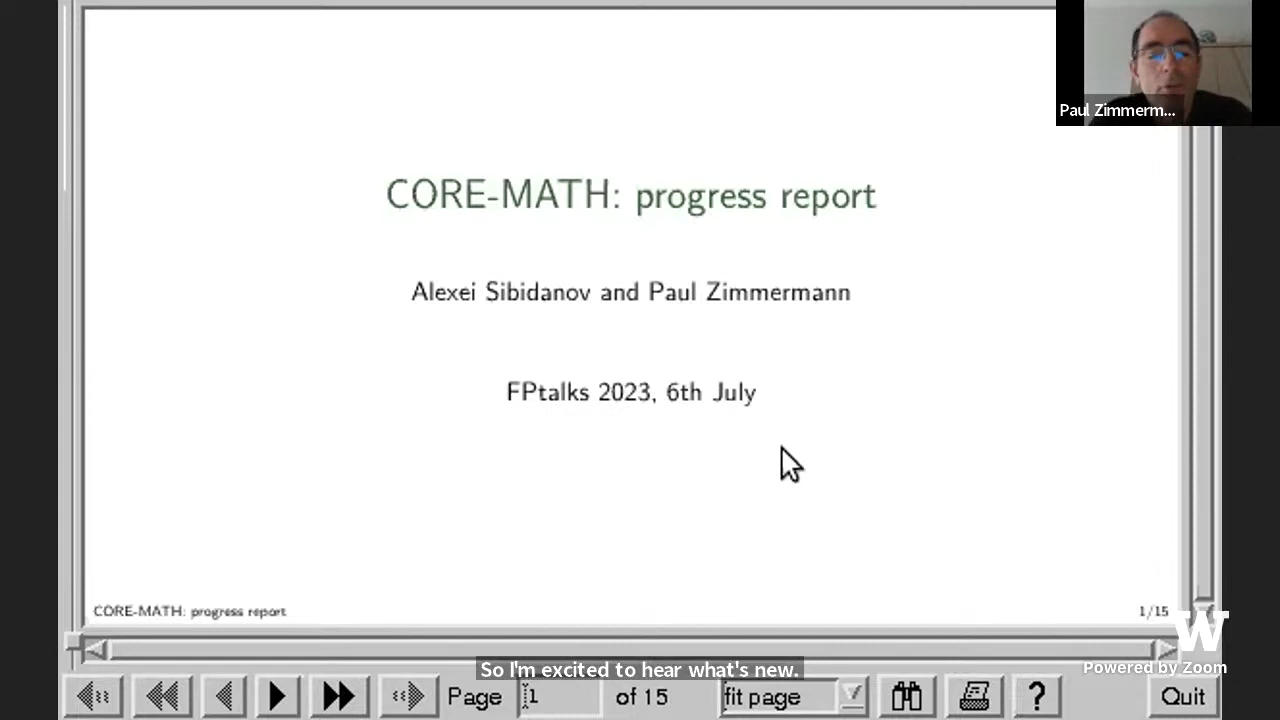 Paul Zimmerm...
CORE-MATH: progress report
Alexei Sibidanov and Paul Zimmermann
FPtalks 2023, 6th July
CORE-MATH: progress report
1/15
W
Powered by Zoom
So I'm excited to hear what's new.
Page 1 of 15 fit page ? Quit